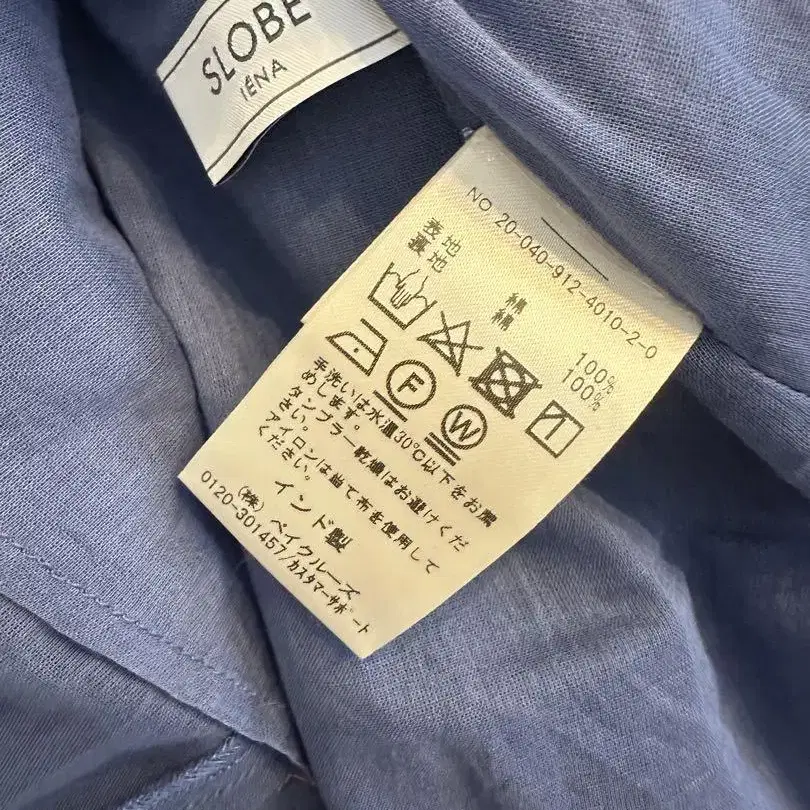 SLOBE
IÉNA
NO 20-040-912-4010-2-0
表地 綿 100%
裏地 綿 100%
F
W
手洗いは水温30℃以下をお薦
めします。
タンブラー乾燥はお避けくだ
さい。
アイロンは当て布を使用して
ください。
インド製
(株) ベイクルーズ
0120-301457/カスタマーサポート